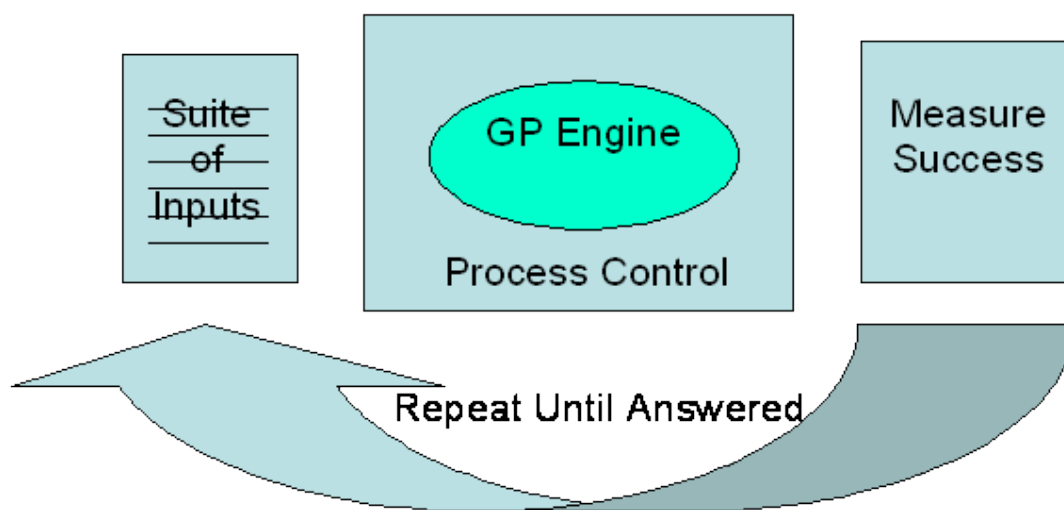 Suite
of
Inputs
GP Engine
Process Control
Measure
Success
Repeat Until Answered